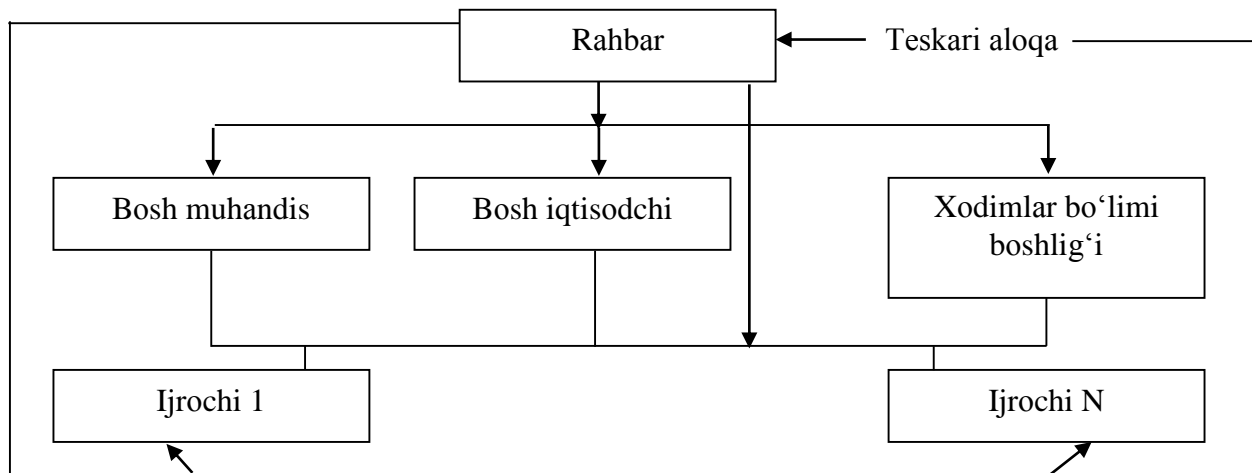 Rahbar
Teskari aloqa
Bosh muhandis
Bosh iqtisodchi
Xodimlar bo‘limi
boshlig‘i
Ijrochi 1
Ijrochi N